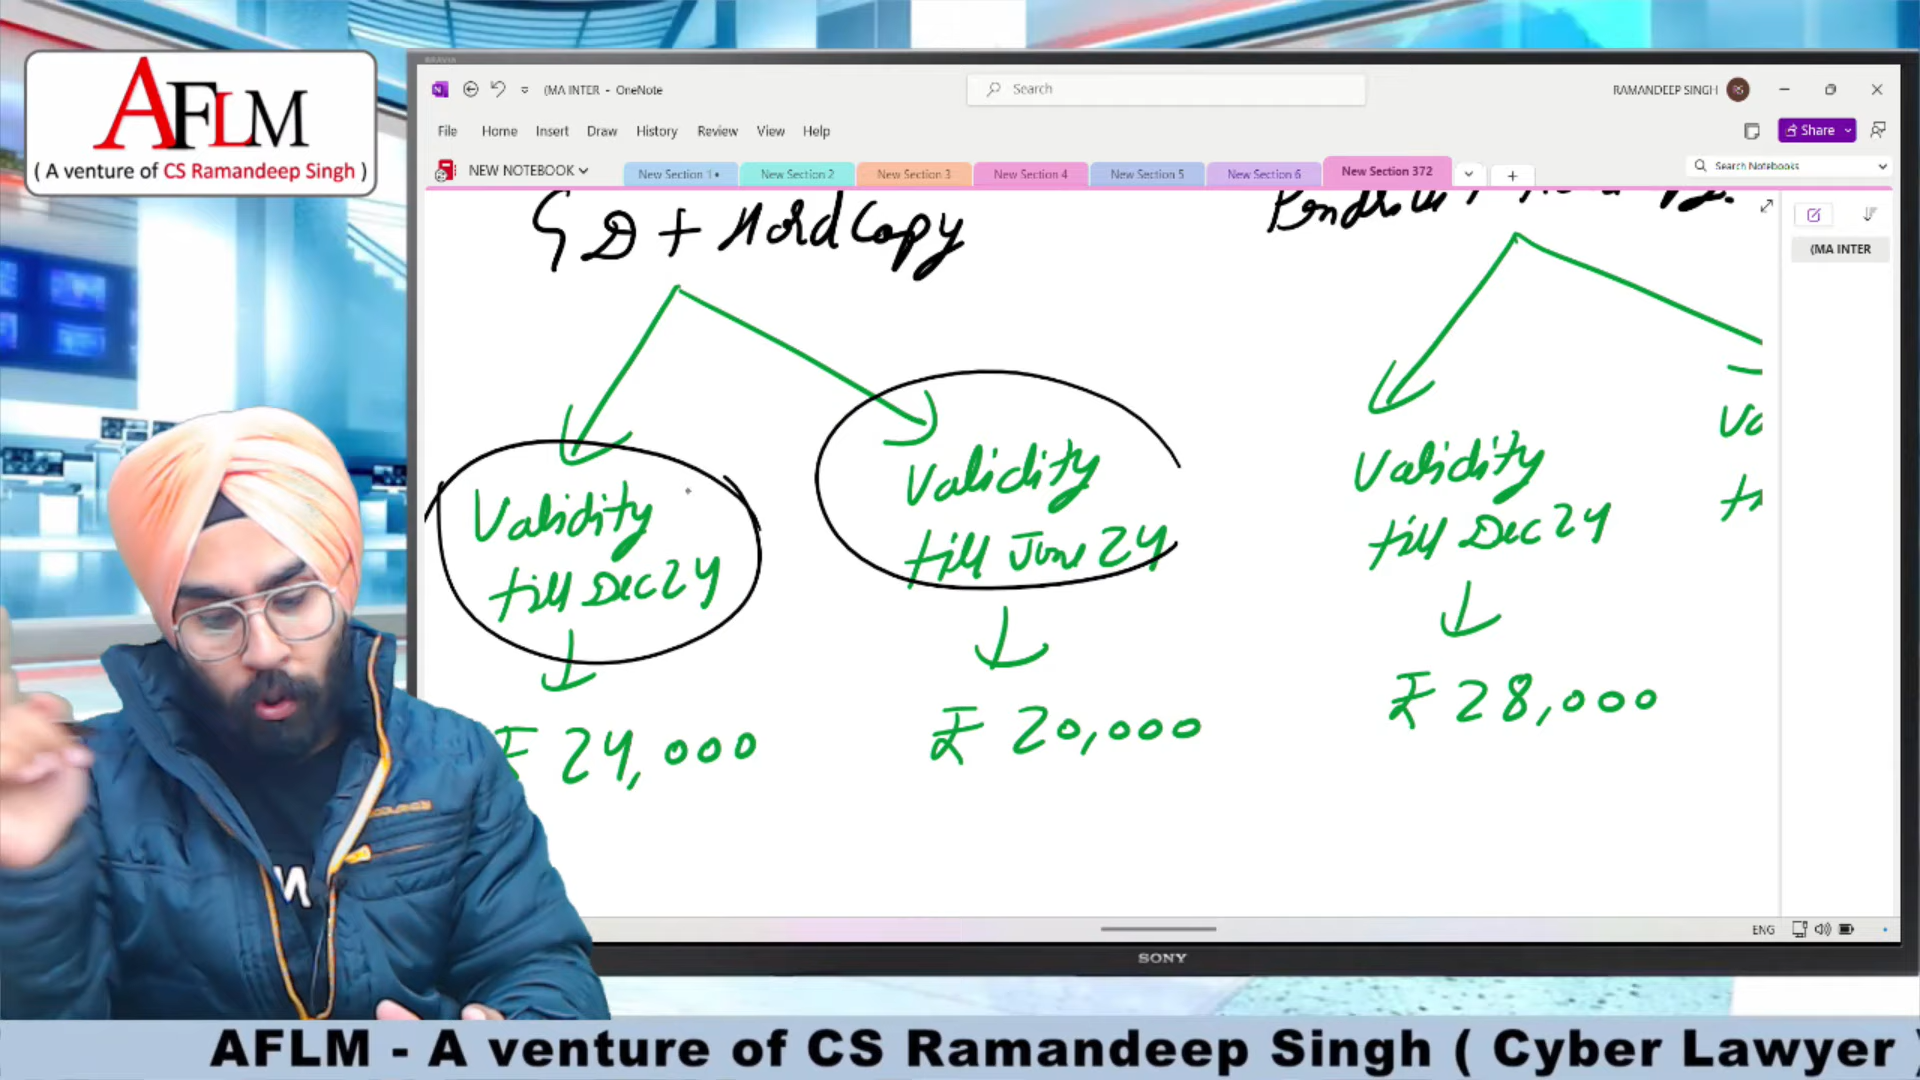 AFLM
( A venture of CS Ramandeep Singh )
(MA INTER - OneNote
Search
RAMANDEEP SINGH
RS
File Home Insert Draw History Review View Help
Share
NEW NOTEBOOK
New Section 1
New Section 2
New Section 3
New Section 4
New Section 5
New Section 6
New Section 372
Search Notebooks
(MA INTER
GD + Hard Copy
Validity
till Dec 24
₹ 24,000
Validity
till June 24
₹ 20,000
Validity
till Dec 24
₹ 28,000
ENG
SONY
AFLM - A venture of CS Ramandeep Singh ( Cyber Lawyer )